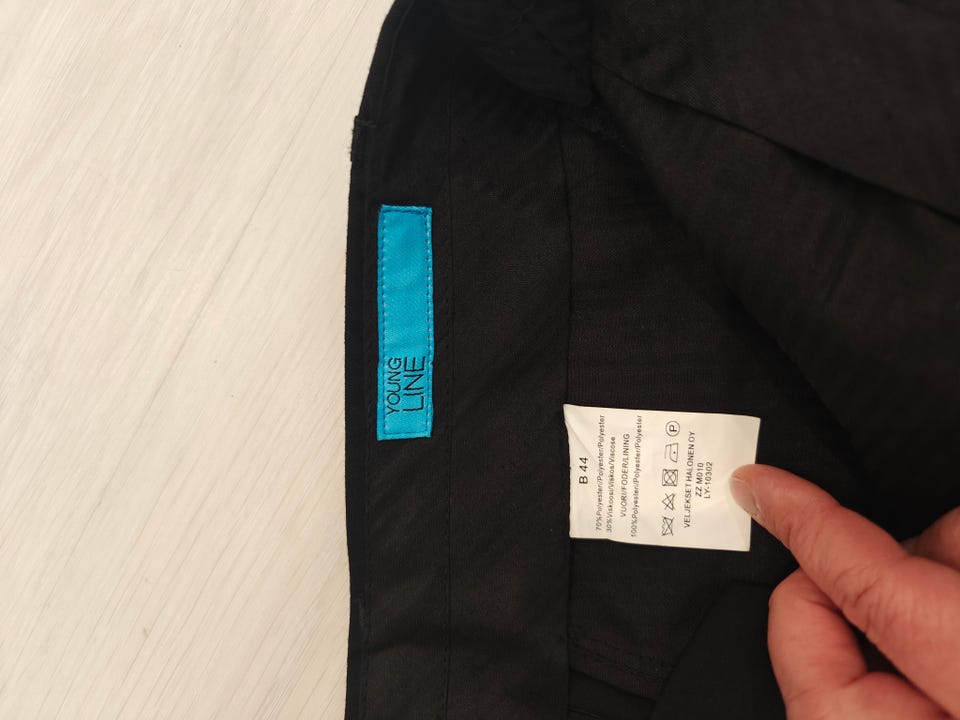 YOUNG
LINE
B 44
70%Polyester/Polyester/Polyester
30%Viskoosi/Viskos/Viscose
VUORI/FODER/LINING
100%Polyester/Polyester/Polyester
P
VELJEKSET HALONEN OY
ZZ M010
LY-10302